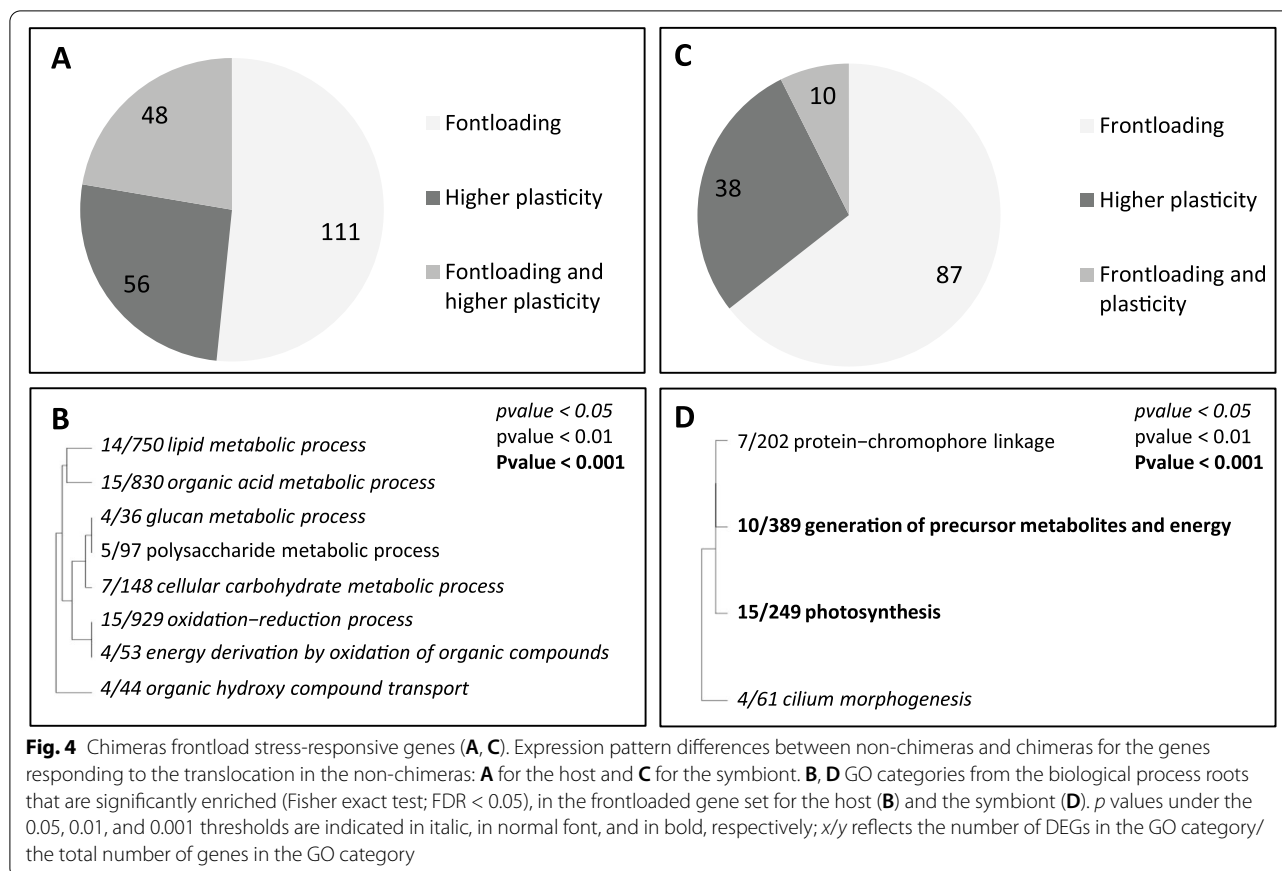 A
48
111
56
Fontloading
Higher plasticity
Fontloading and
higher plasticity
C
10
38
87
Frontloading
Higher plasticity
Frontloading and
plasticity
B
pvalue < 0.05
pvalue < 0.01
Pvalue < 0.001
14/750 lipid metabolic process
15/830 organic acid metabolic process
4/36 glucan metabolic process
5/97 polysaccharide metabolic process
7/148 cellular carbohydrate metabolic process
15/929 oxidation−reduction process
4/53 energy derivation by oxidation of organic compounds
4/44 organic hydroxy compound transport
D
pvalue < 0.05
pvalue < 0.01
Pvalue < 0.001
7/202 protein−chromophore linkage
10/389 generation of precursor metabolites and energy
15/249 photosynthesis
4/61 cilium morphogenesis
Fig. 4 Chimeras frontload stress-responsive genes (A, C). Expression pattern differences between non-chimeras and chimeras for the genes
responding to the translocation in the non-chimeras: A for the host and C for the symbiont. B, D GO categories from the biological process roots
that are significantly enriched (Fisher exact test; FDR < 0.05), in the frontloaded gene set for the host (B) and the symbiont (D). p values under the
0.05, 0.01, and 0.001 thresholds are indicated in italic, in normal font, and in bold, respectively; x/y reflects the number of DEGs in the GO category/
the total number of genes in the GO category